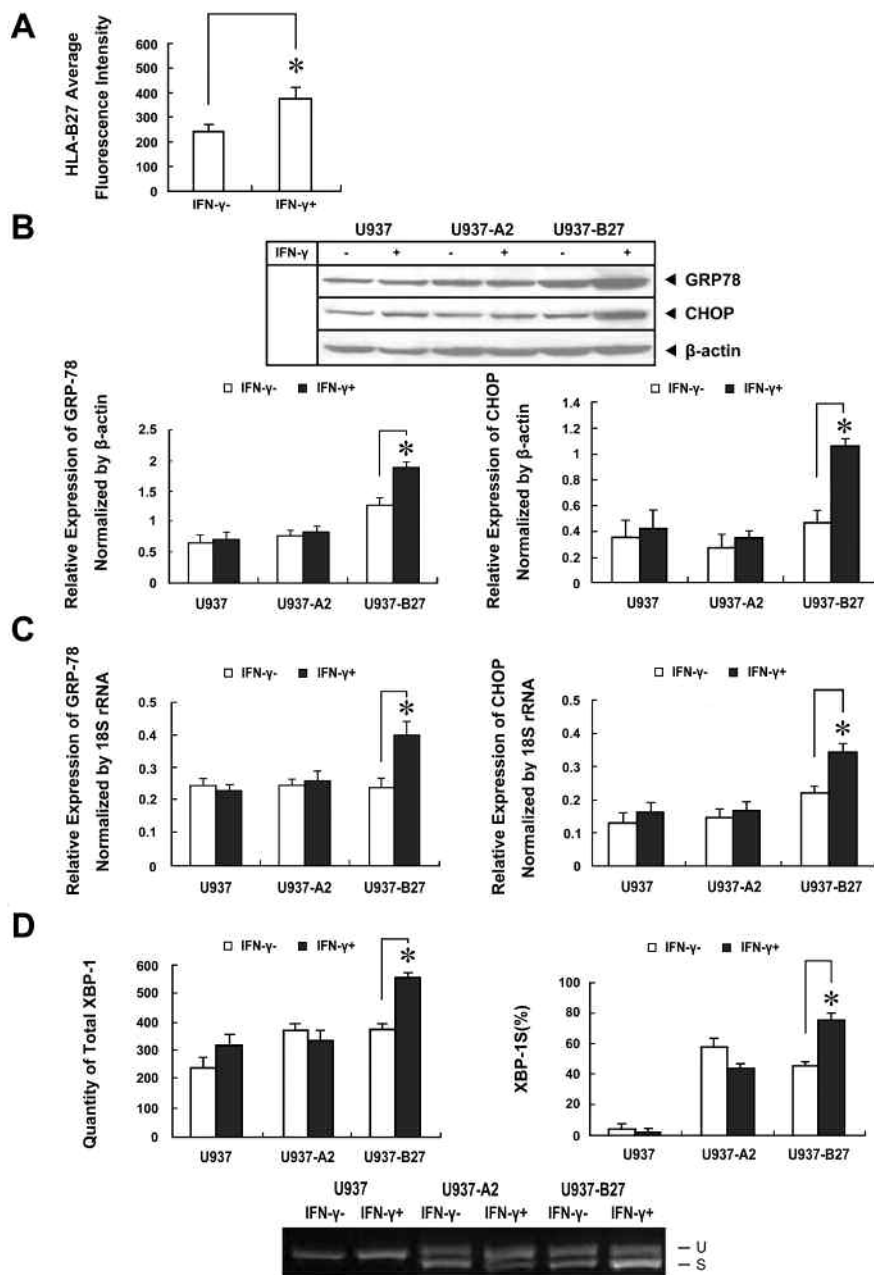 A
HLA-B27 Average
Fluorescence Intensity
600
500
400
300
200
100
0
*
IFN-γ-
IFN-γ+
B
U937
U937-A2
U937-B27
IFN-γ
-
+
-
+
-
+
◄ GRP78
◄ CHOP
◄ β-actin
Relative Expression of GRP-78
Normalized by β-actin
IFN-γ-
IFN-γ+
2.5
2
1.5
1
0.5
0
*
U937
U937-A2
U937-B27
Relative Expression of CHOP
Normalized by β-actin
IFN-γ-
IFN-γ+
1.4
1.2
1
0.8
0.6
0.4
0.2
0
*
U937
U937-A2
U937-B27
C
Relative Expression of GRP-78
Normalized by 18S rRNA
IFN-γ-
IFN-γ+
0.5
0.4
0.3
0.2
0.1
0
*
U937
U937-A2
U937-B27
Relative Expression of CHOP
Normalized by 18S rRNA
IFN-γ-
IFN-γ+
0.5
0.4
0.3
0.2
0.1
0
*
U937
U937-A2
U937-B27
D
Quantity of Total XBP-1
IFN-γ-
IFN-γ+
600
500
400
300
200
100
0
*
U937
U937-A2
U937-B27
XBP-1S(%)
IFN-γ-
IFN-γ+
100
80
60
40
20
0
*
U937
U937-A2
U937-B27
U937
U937-A2
U937-B27
IFN-γ-
IFN-γ+
IFN-γ-
IFN-γ+
IFN-γ-
IFN-γ+
– U
– S